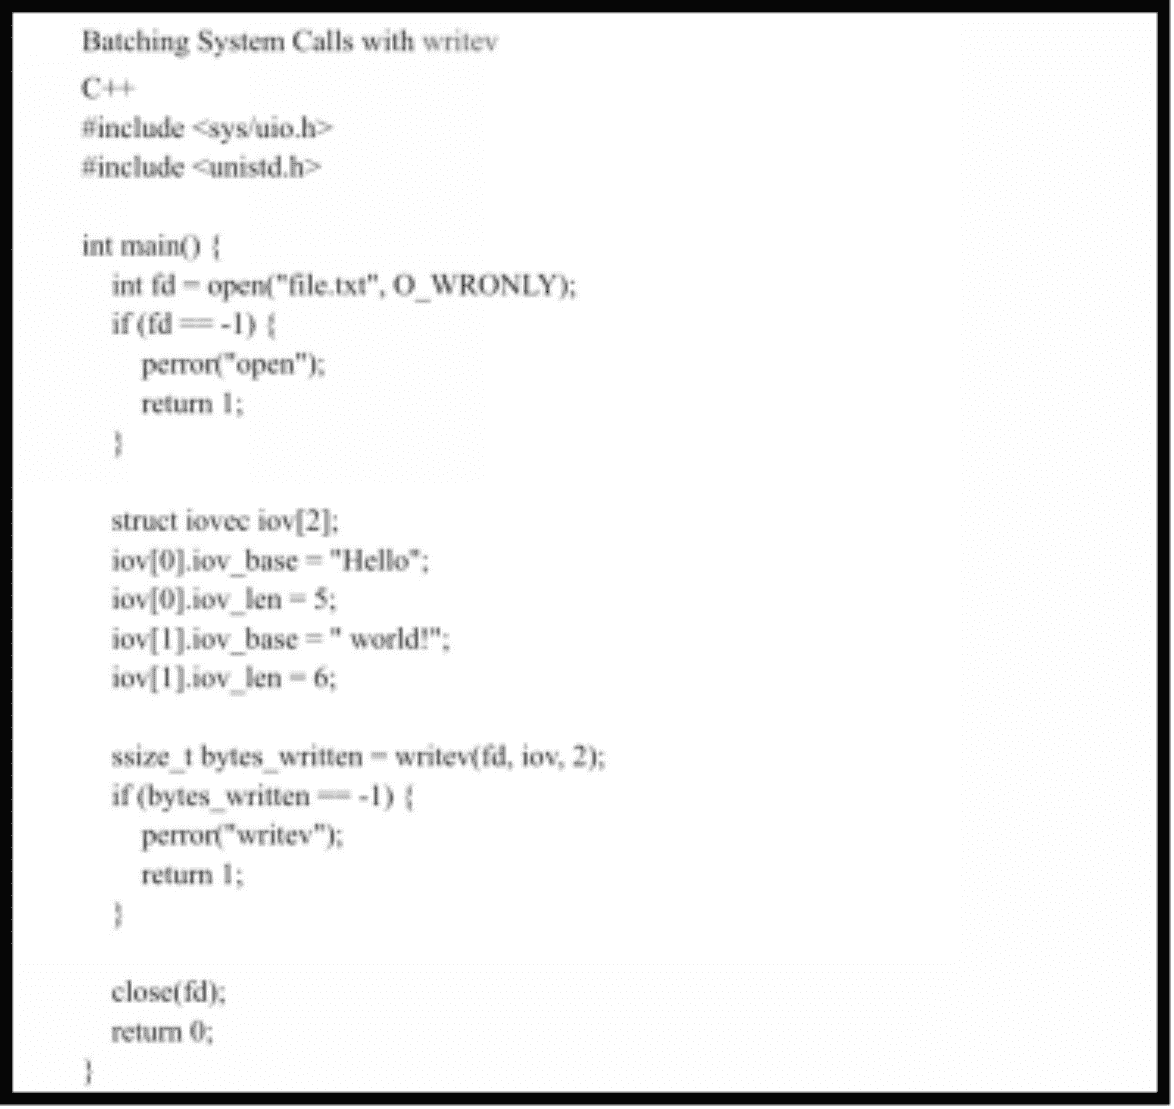 Batching System Calls with writev
C++
#include <sys/uio.h>
#include <unistd.h>
int main() {
int fd = open("file.txt", O_WRONLY);
if (fd == -1) {
perror("open");
return 1;
}
struct iovec iov[2];
iov[0].iov_base = "Hello";
iov[0].iov_len = 5;
iov[1].iov_base = " world!";
iov[1].iov_len = 6;
ssize_t bytes_written = writev(fd, iov, 2);
if (bytes_written == -1) {
perror("writev");
return 1;
}
close(fd);
return 0;
}